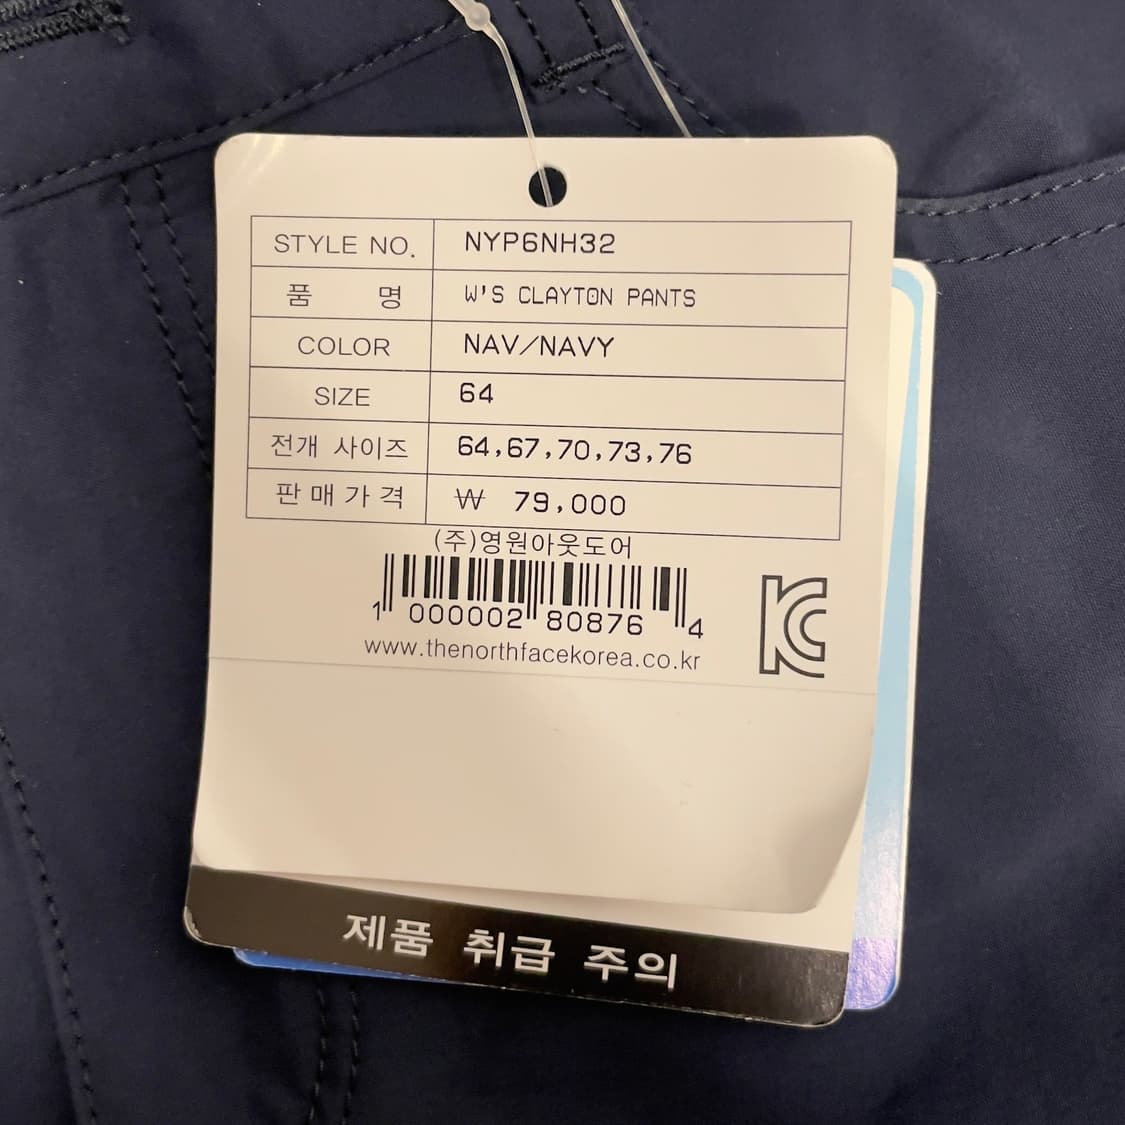 STYLE NO. NYP6NH32
품 명 W'S CLAYTON PANTS
COLOR NAV/NAVY
SIZE 64
전개 사이즈 64,67,70,73,76
판매가격 ₩ 79,000
(주)영원아웃도어
1 000002 80876 4
www.thenorthfacekorea.co.kr
KC
제품 취급 주의